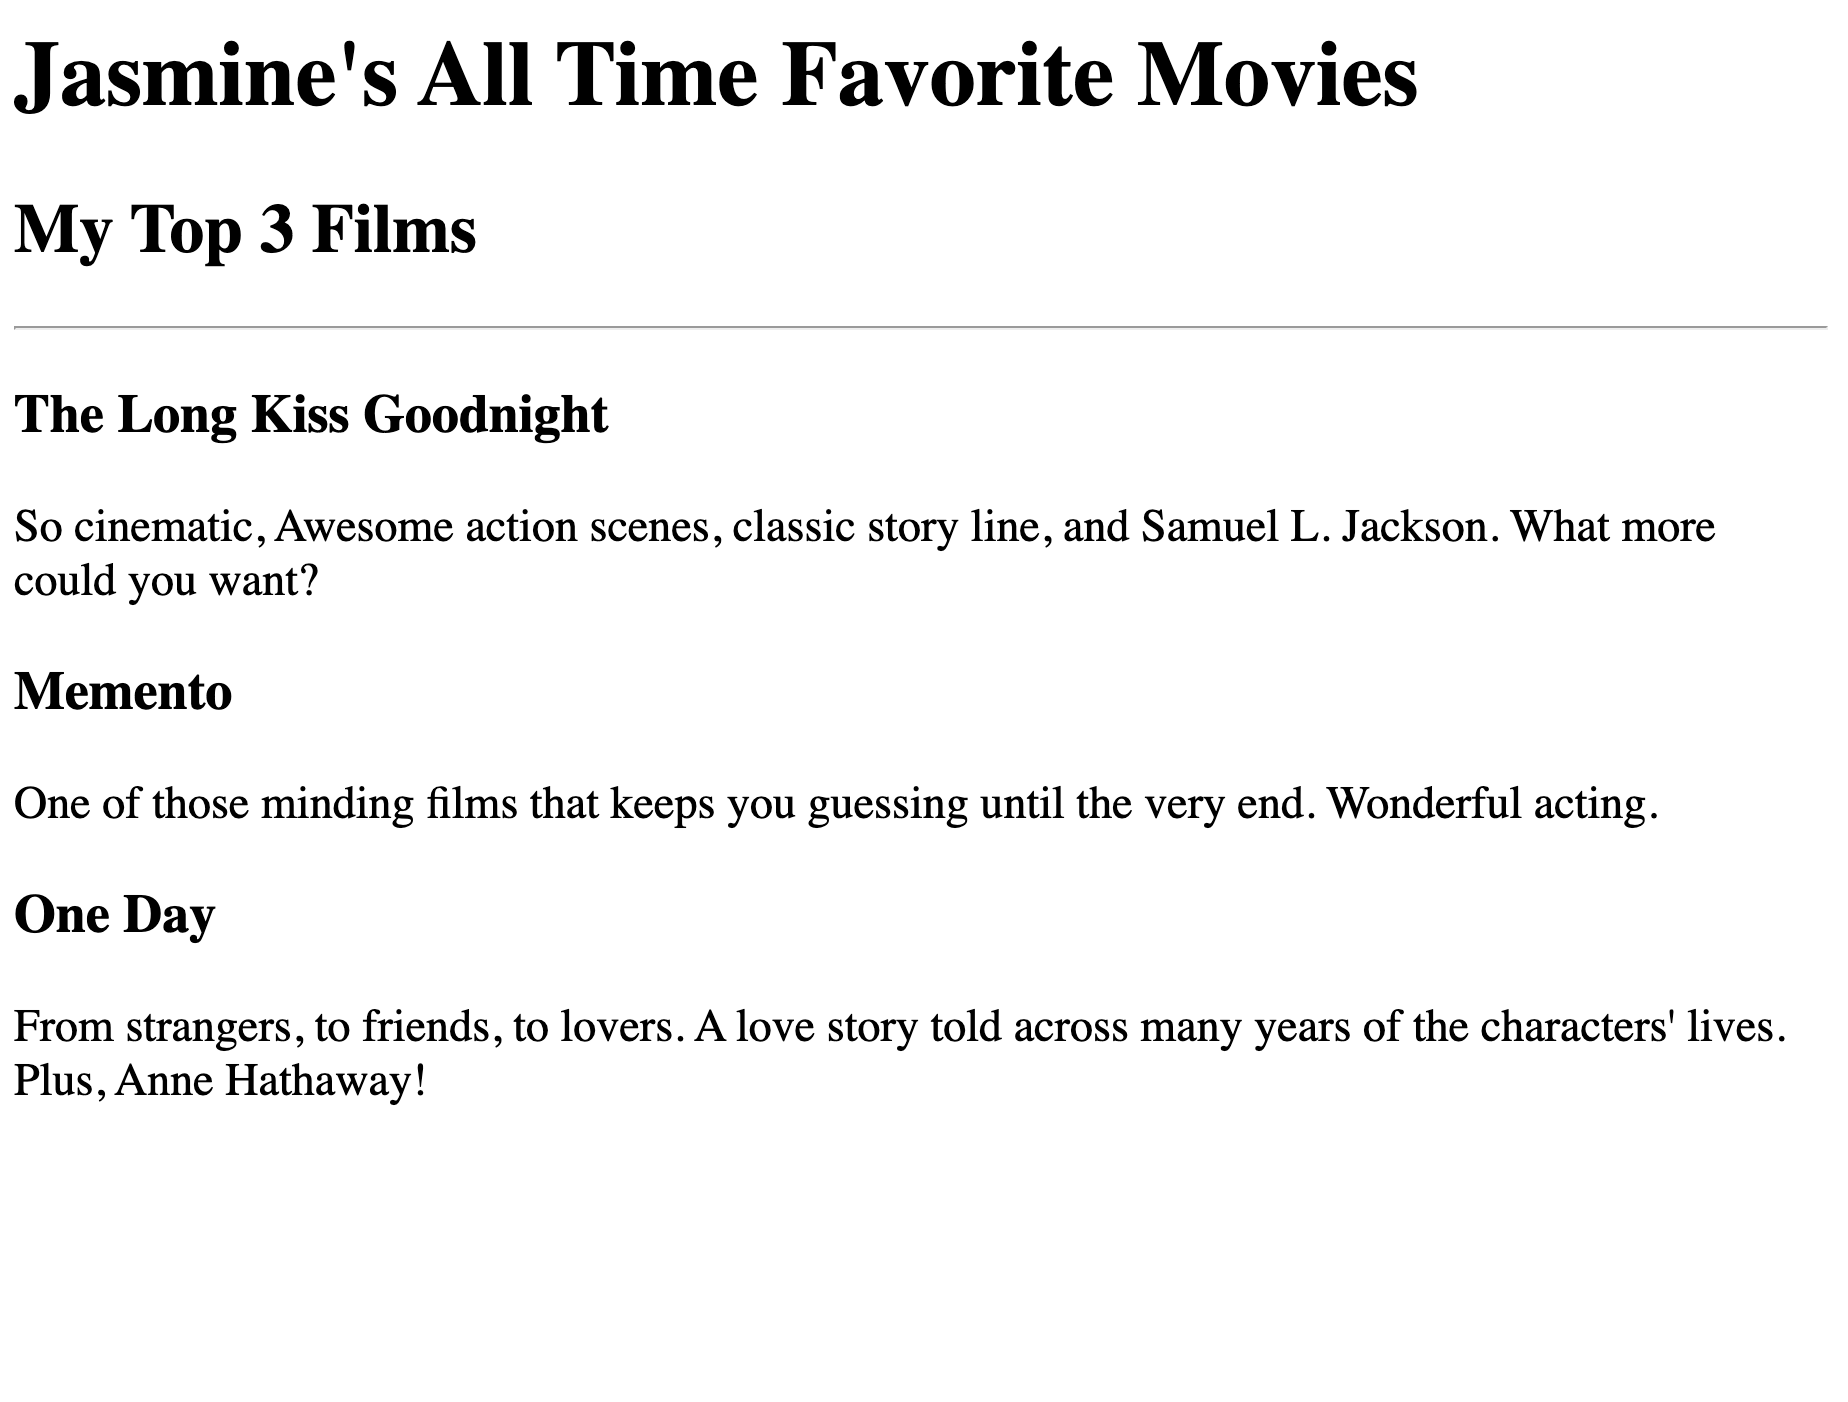 Jasmine's All Time Favorite Movies
My Top 3 Films
The Long Kiss Goodnight
So cinematic, Awesome action scenes, classic story line, and Samuel L. Jackson. What more
could you want?
Memento
One of those minding films that keeps you guessing until the very end. Wonderful acting.
One Day
From strangers, to friends, to lovers. A love story told across many years of the characters' lives.
Plus, Anne Hathaway!